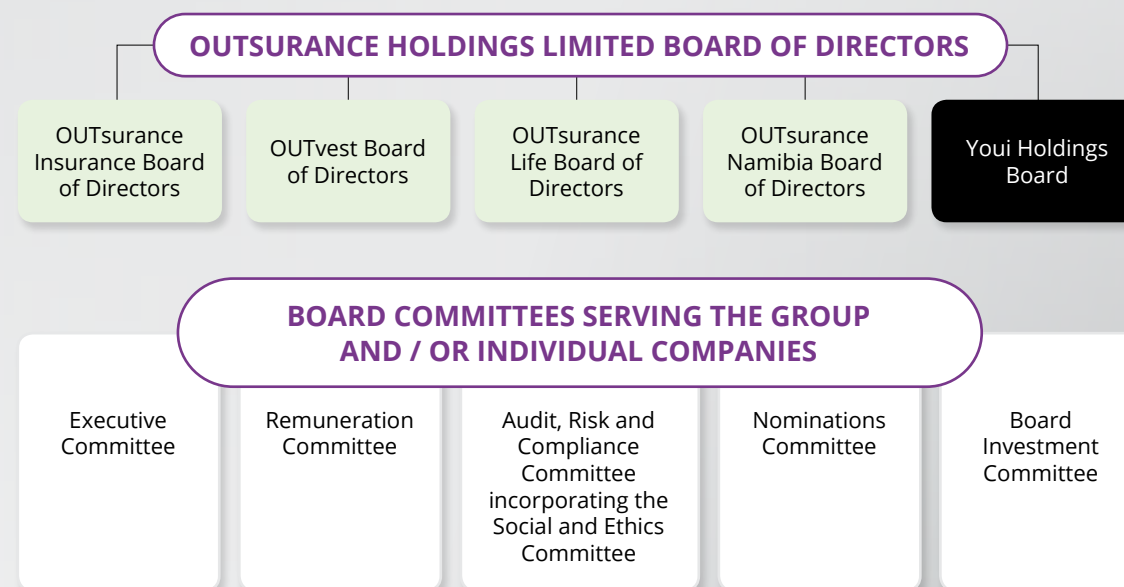 OUTSURANCE HOLDINGS LIMITED BOARD OF DIRECTORS
OUTsurance
Insurance Board
of Directors
OUTvest Board
of Directors
OUTsurance
Life Board of
Directors
OUTsurance
Namibia Board
of Directors
Youi Holdings
Board
BOARD COMMITTEES SERVING THE GROUP
AND / OR INDIVIDUAL COMPANIES
Executive
Committee
Remuneration
Committee
Audit, Risk and
Compliance
Committee
incorporating the
Social and Ethics
Committee
Nominations
Committee
Board
Investment
Committee